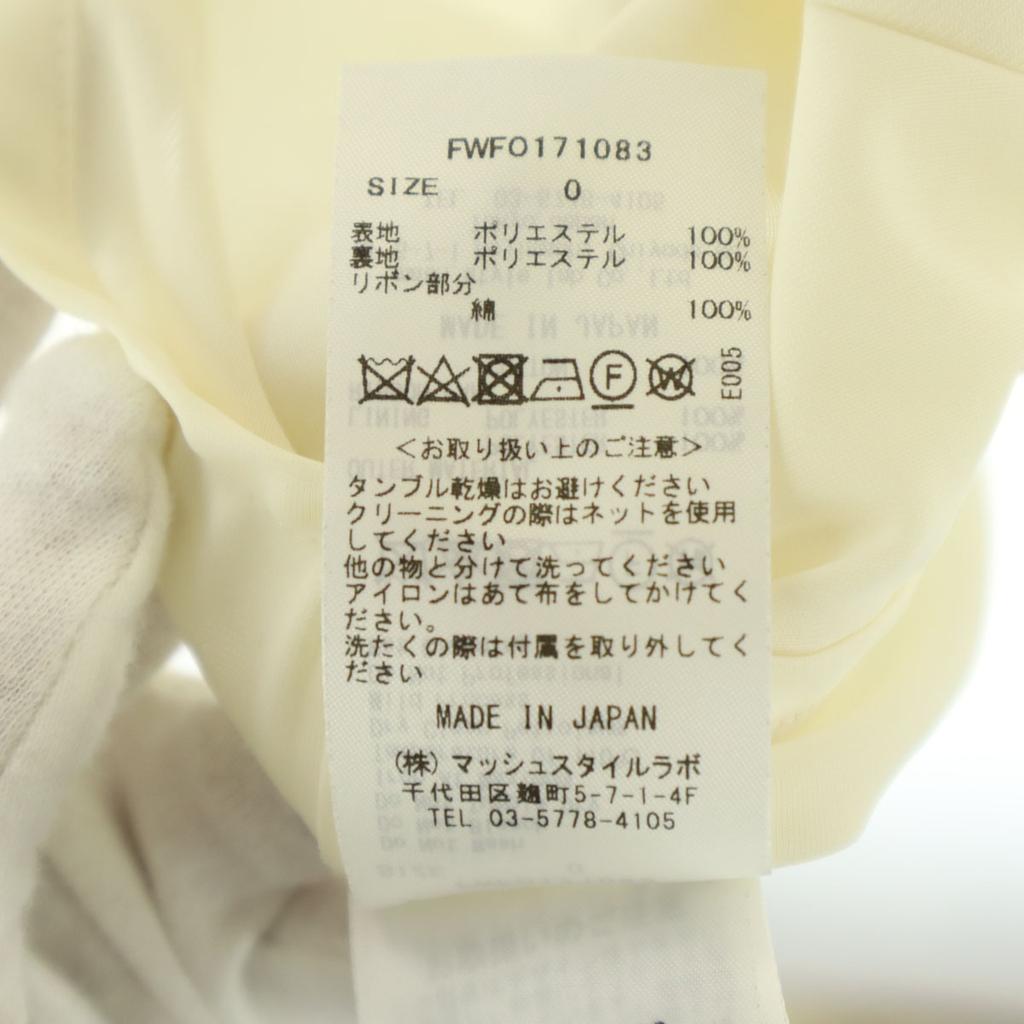 FWFO171083
SIZE 0
表地 ポリエステル 100%
裏地 ポリエステル 100%
リボン部分
綿 100%
F W E005
<お取り扱い上のご注意>
タンブル乾燥はお避けください
クリーニングの際はネットを使用
してください
他の物と分けて洗ってください
アイロンはあて布をしてかけてく
ださい。
洗たくの際は付属を取り外してく
ださい
MADE IN JAPAN
(株)マッシュスタイルラボ
千代田区麹町5-7-1-4F
TEL 03-5778-4105